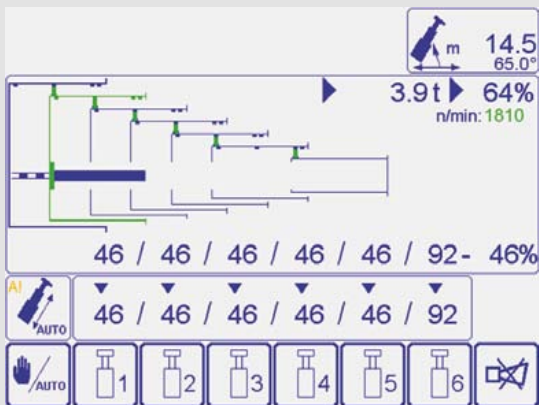 m 14.5
65.0°
3.9 t 64%
n/min: 1810
46 / 46 / 46 / 46 / 46 / 92 - 46%
A!
AUTO
46 / 46 / 46 / 46 / 46 / 92
/AUTO
1
2
3
4
5
6